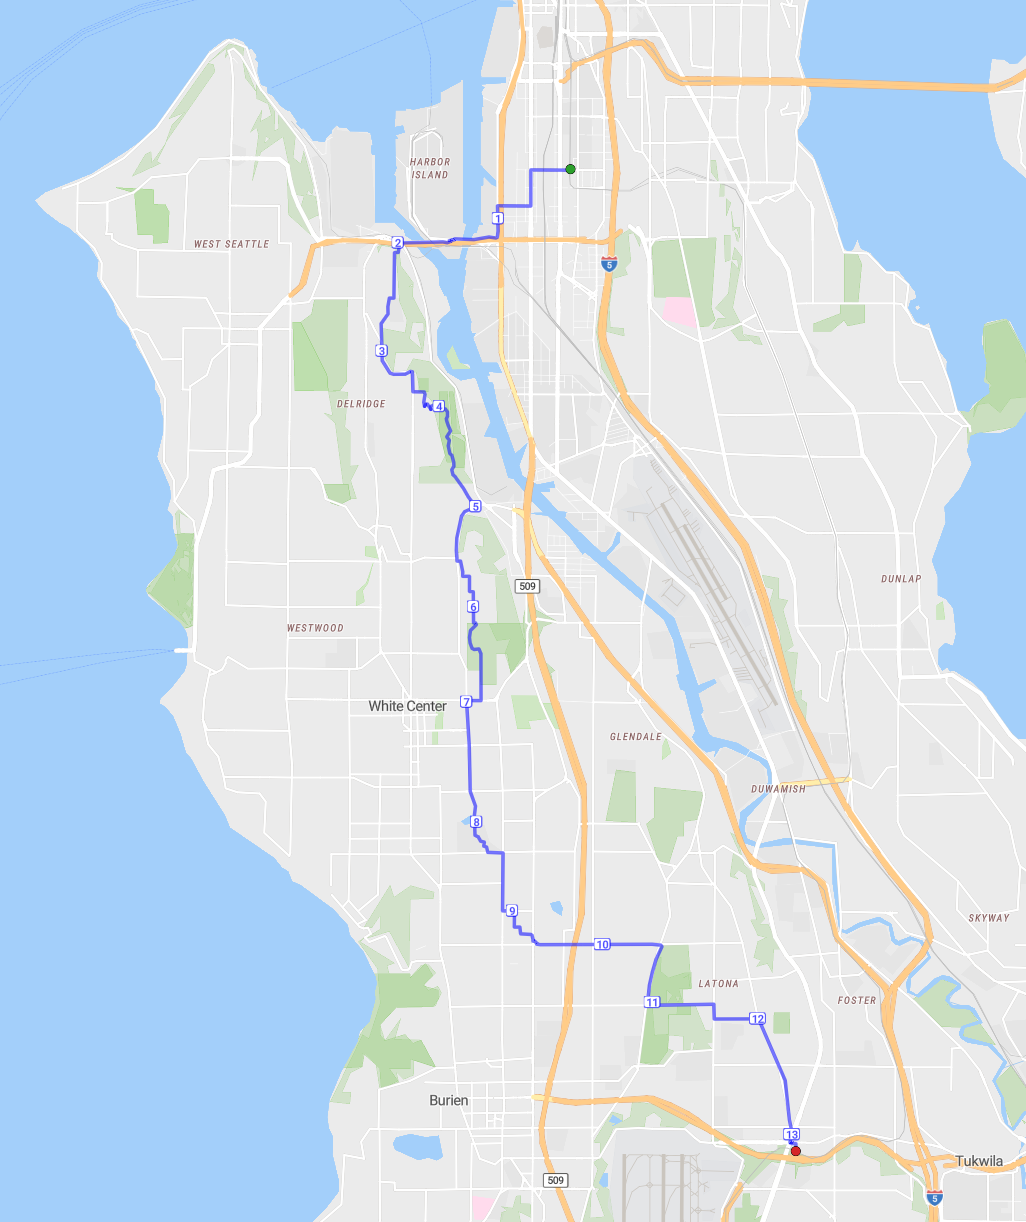 HARBOR
ISLAND
1
2
WEST SEATTLE
5
3
DELRIDGE
4
5
DUNLAP
509
6
WESTWOOD
7
White Center
GLENDALE
DUWAMISH
8
9
SKYWAY
10
LATONA
11
FOSTER
12
Burien
13
Tukwila
509
5